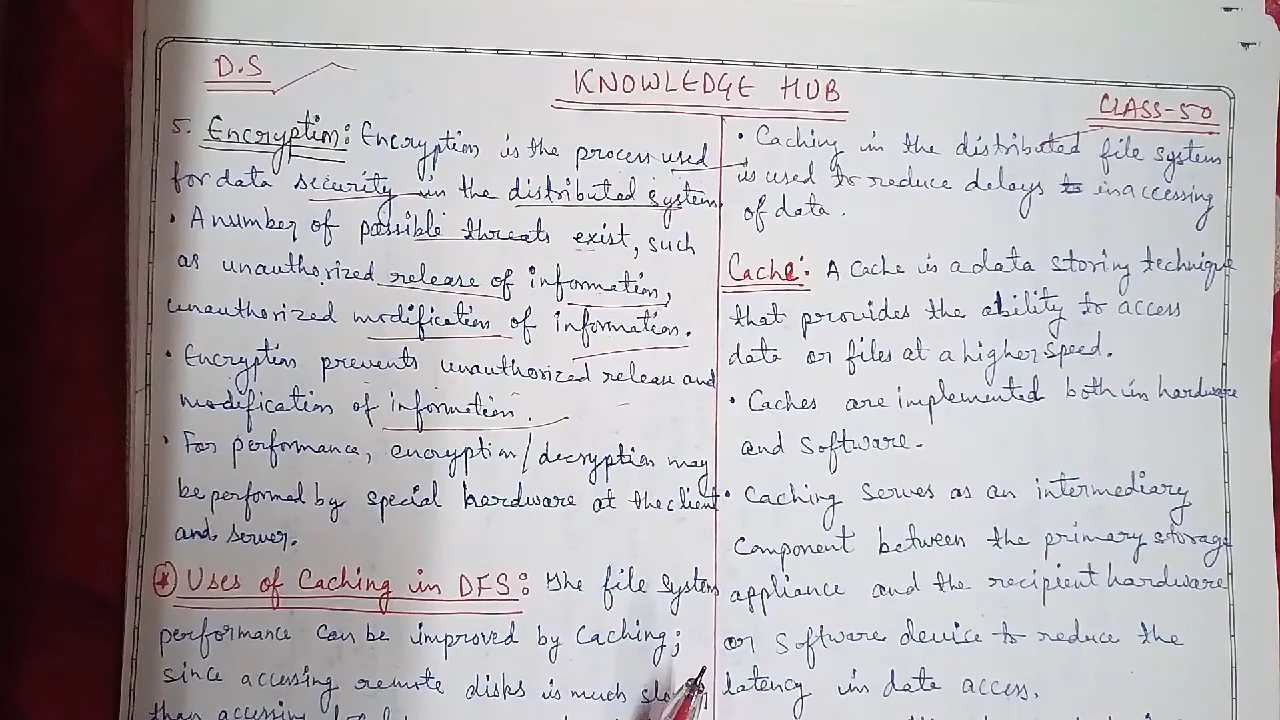 D.S
KNOWLEDGE HUB
CLASS-50
5. Encryption: Encryption is the process used
for data security in the distributed system
• A number of possible threats exist, such
as unauthorized release of information,
unauthorized modification of information.
• Encryption prevents unauthorized release and
modification of information.
• For performance, encryption/decryption may
be performed by special hardware at the client
and server.
* Uses of Caching in DFS: The file system
performance can be improved by Caching;
since accessing remote disks is much
than accessing
• Caching in the distributed file system
is used to reduce delays in accessing
of data.
Cache: A Cache is a data storing technique
that provides the ability to access
data or files at a higher speed.
• Caches are implemented both in hardware
and software.
• Caching serves as an intermediary
component between the primary storage
appliance and the recipient hardware
or software device to reduce the
latency in data access.